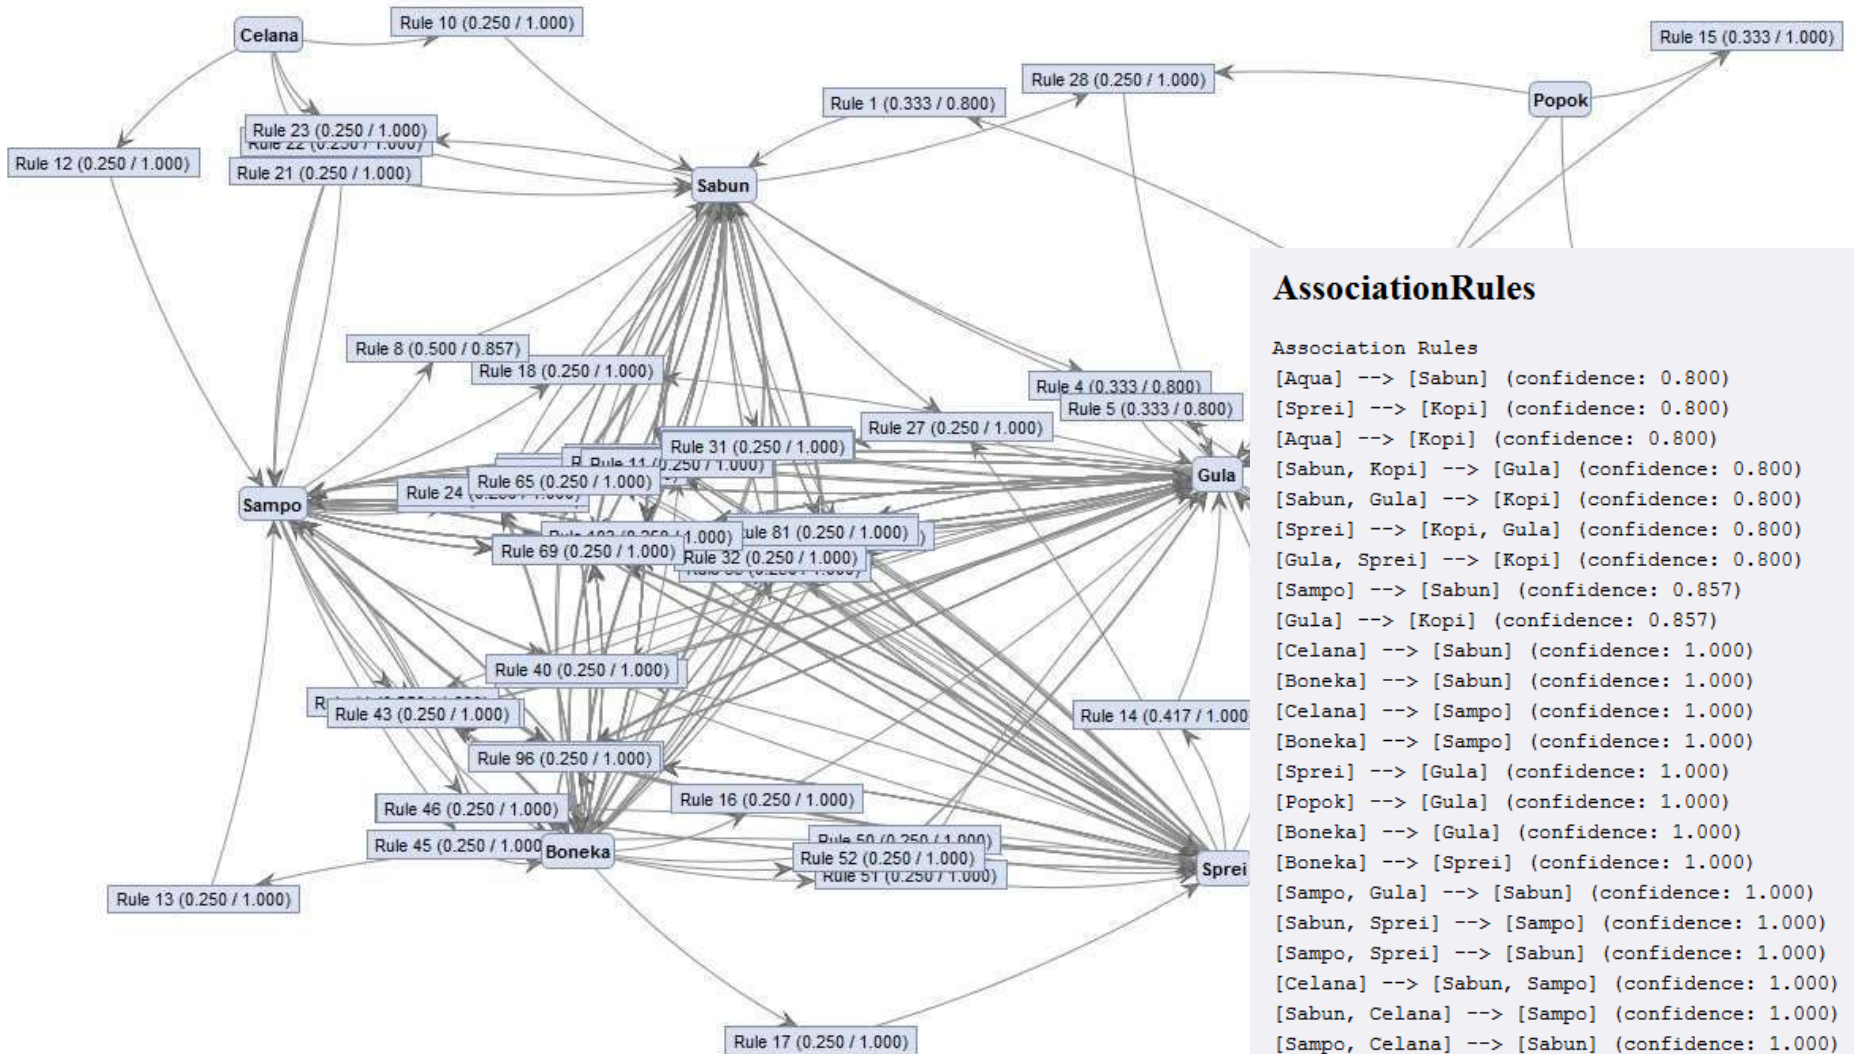 Celana
Rule 10 (0.250 / 1.000)
Rule 15 (0.333 / 1.000)
Rule 28 (0.250 / 1.000)
Popok
Rule 1 (0.333 / 0.800)
Rule 23 (0.250 / 1.000)
Rule 22 (0.250 / 1.000)
Rule 12 (0.250 / 1.000)
Rule 21 (0.250 / 1.000)
Sabun
Rule 8 (0.500 / 0.857)
Rule 18 (0.250 / 1.000)
Rule 4 (0.333 / 0.800)
Rule 5 (0.333 / 0.800)
Rule 27 (0.250 / 1.000)
Rule 31 (0.250 / 1.000)
Rule 11 (0.250 / 1.000)
Rule 65 (0.250 / 1.000)
Rule 24
Sampo
Gula
Rule 81 (0.250 / 1.000)
Rule 69 (0.250 / 1.000)
Rule 32 (0.250 / 1.000)
Rule 40 (0.250 / 1.000)
Rule 43 (0.250 / 1.000)
Rule 14 (0.417 / 1.000
Rule 96 (0.250 / 1.000)
Rule 46 (0.250 / 1.000)
Rule 16 (0.250 / 1.000)
Rule 45 (0.250 / 1.000
Boneka
Rule 50 (0.250 / 1.000)
Rule 52 (0.250 / 1.000)
Rule 51 (0.250 / 1.000)
Sprei
Rule 13 (0.250 / 1.000)
Rule 17 (0.250 / 1.000)
AssociationRules
Association Rules
[Aqua] --> [Sabun] (confidence: 0.800)
[Sprei] --> [Kopi] (confidence: 0.800)
[Aqua] --> [Kopi] (confidence: 0.800)
[Sabun, Kopi] --> [Gula] (confidence: 0.800)
[Sabun, Gula] --> [Kopi] (confidence: 0.800)
[Sprei] --> [Kopi, Gula] (confidence: 0.800)
[Gula, Sprei] --> [Kopi] (confidence: 0.800)
[Sampo] --> [Sabun] (confidence: 0.857)
[Gula] --> [Kopi] (confidence: 0.857)
[Celana] --> [Sabun] (confidence: 1.000)
[Boneka] --> [Sabun] (confidence: 1.000)
[Celana] --> [Sampo] (confidence: 1.000)
[Boneka] --> [Sampo] (confidence: 1.000)
[Sprei] --> [Gula] (confidence: 1.000)
[Popok] --> [Gula] (confidence: 1.000)
[Boneka] --> [Gula] (confidence: 1.000)
[Boneka] --> [Sprei] (confidence: 1.000)
[Sampo, Gula] --> [Sabun] (confidence: 1.000)
[Sabun, Sprei] --> [Sampo] (confidence: 1.000)
[Sampo, Sprei] --> [Sabun] (confidence: 1.000)
[Celana] --> [Sabun, Sampo] (confidence: 1.000)
[Sabun, Celana] --> [Sampo] (confidence: 1.000)
[Sampo, Celana] --> [Sabun] (confidence: 1.000)